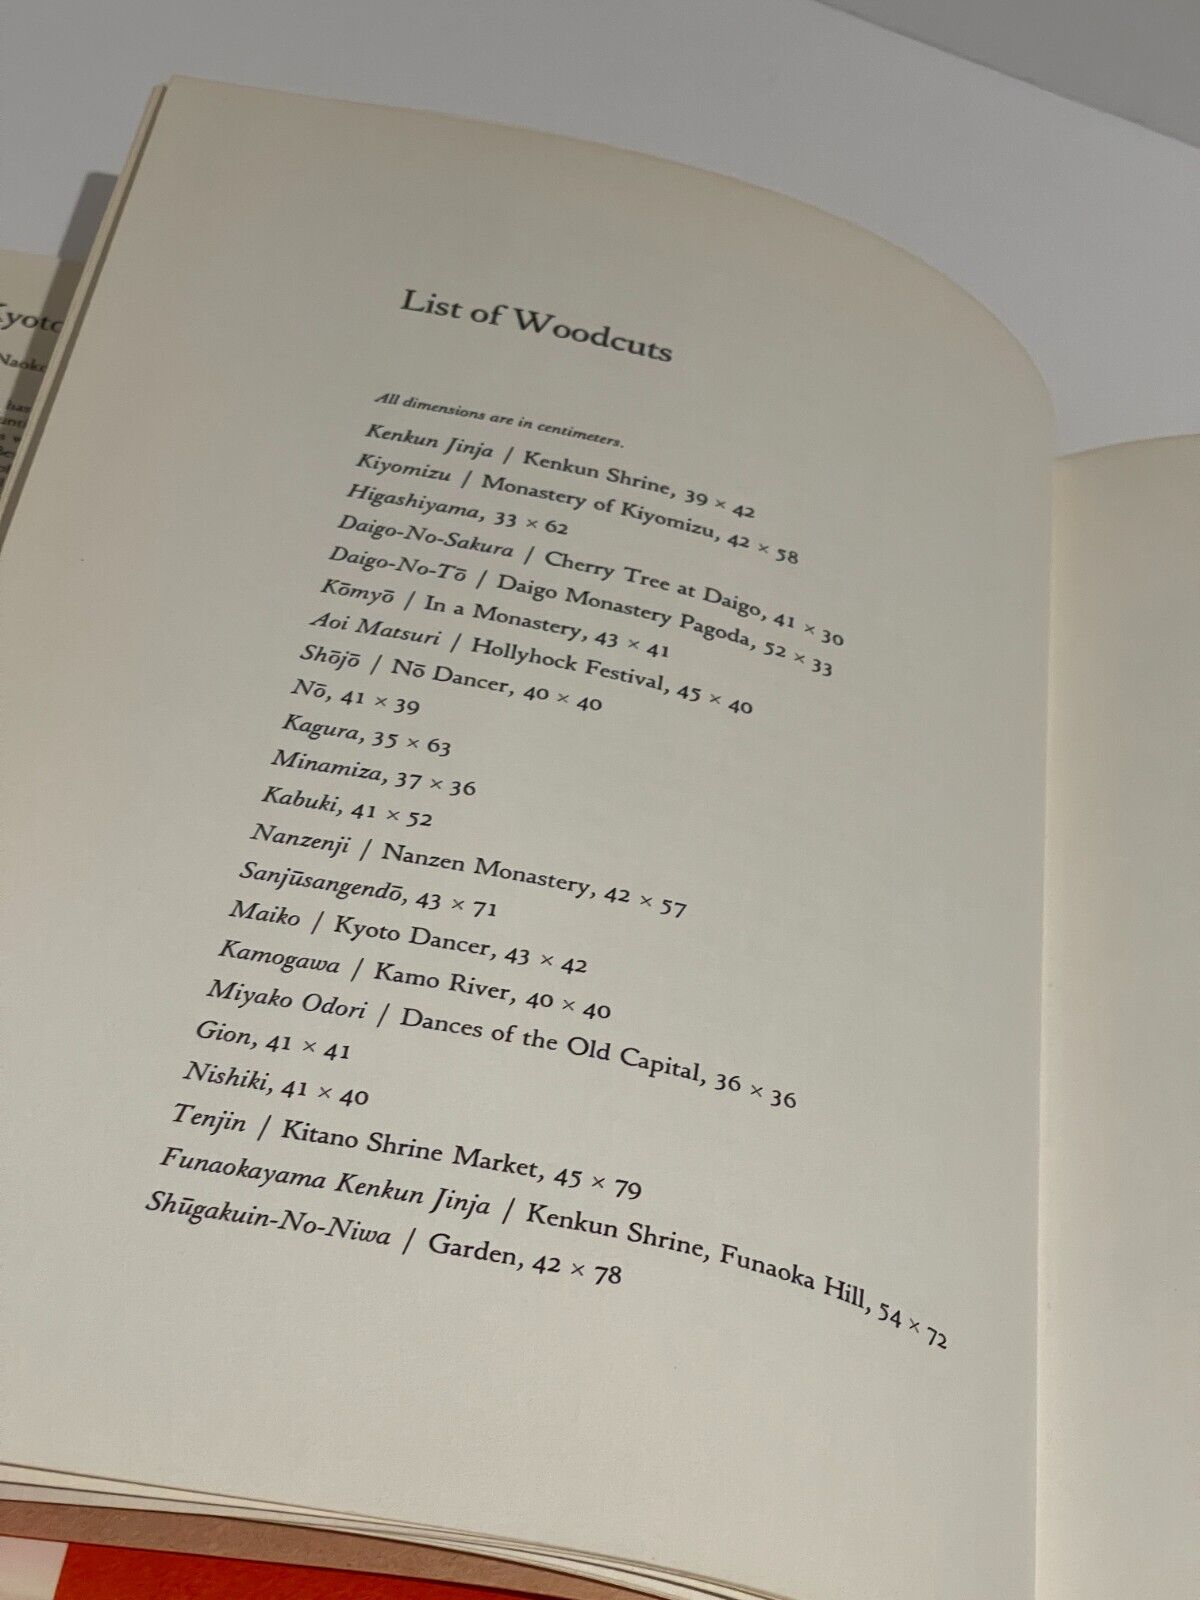 List of Woodcuts
All dimensions are in centimeters.
Kenkun Jinja / Kenkun Shrine, 39 × 42
Kiyomizu / Monastery of Kiyomizu, 42 × 58
Higashiyama, 33 × 62
Daigo-No-Sakura / Cherry Tree at Daigo, 41 × 30
Daigo-No-Tō / Daigo Monastery Pagoda, 52 × 33
Kōmyō / In a Monastery, 43 × 41
Aoi Matsuri / Hollyhock Festival, 45 × 40
Shōjō / Nō Dancer, 40 × 40
Nō, 41 × 39
Kagura, 35 × 63
Minamiza, 37 × 36
Kabuki, 41 × 52
Nanzenji / Nanzen Monastery, 42 × 57
Sanjūsangendō, 43 × 71
Maiko / Kyoto Dancer, 43 × 42
Kamogawa / Kamo River, 40 × 40
Miyako Odori / Dances of the Old Capital, 36 × 36
Gion, 41 × 41
Nishiki, 41 × 40
Tenjin / Kitano Shrine Market, 45 × 79
Funaokayama Kenkun Jinja / Kenkun Shrine, Funaoka Hill, 54 × 72
Shūgakuin-No-Niwa / Garden, 42 × 78